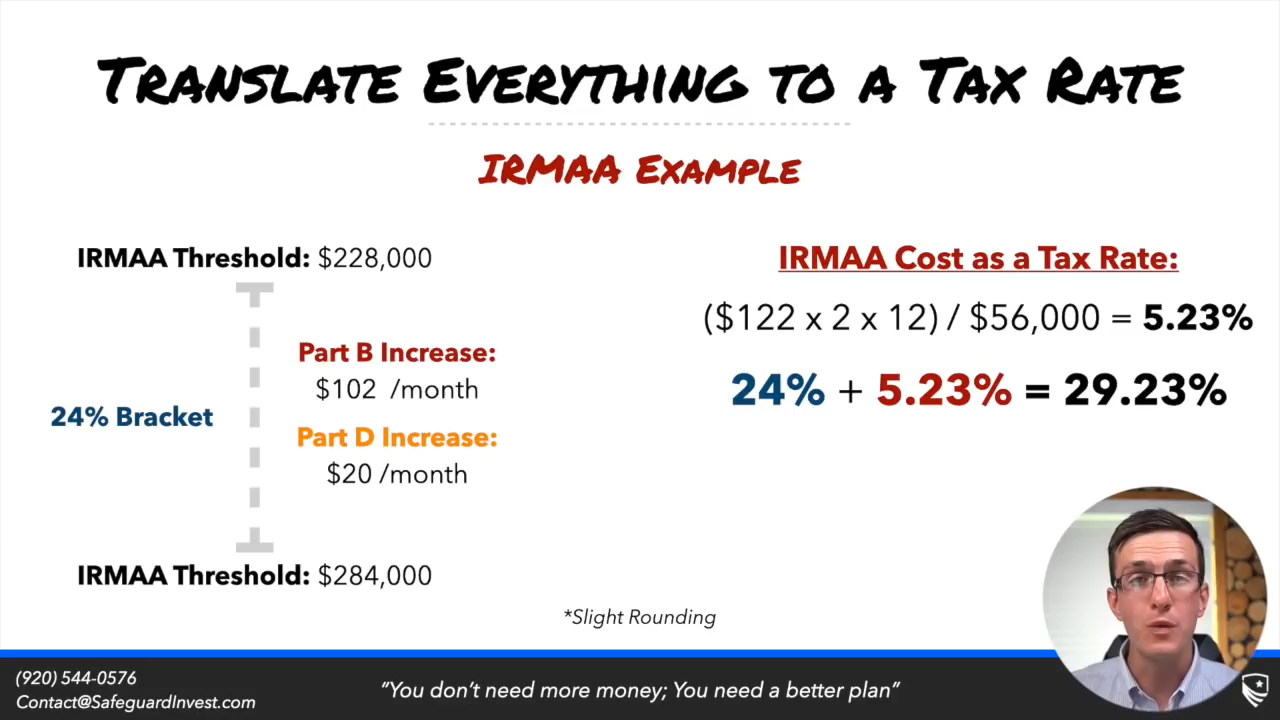 TRANSLATE EVERYTHING TO A TAX RATE
IRMAA EXAMPLE
IRMAA Threshold: $228,000
24% Bracket
Part B Increase:
$102 /month
Part D Increase:
$20 /month
IRMAA Threshold: $284,000
IRMAA Cost as a Tax Rate:
($122 x 2 x 12) / $56,000 = 5.23%
24% + 5.23% = 29.23%
*Slight Rounding
(920) 544-0576
Contact@SafeguardInvest.com
"You don't need more money; You need a better plan"